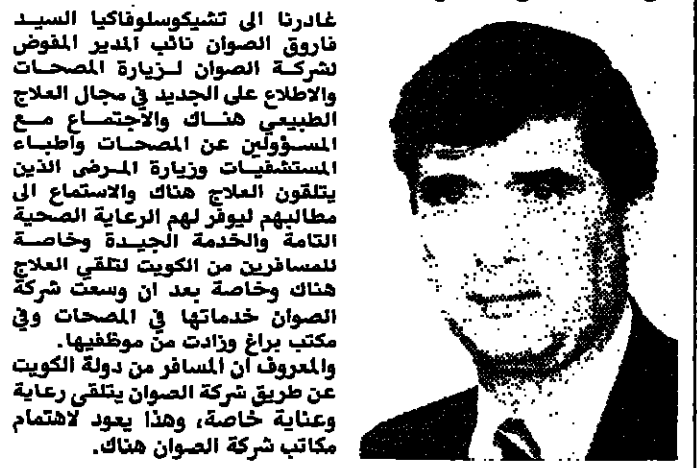 غادرنا الى تشيكوسلوفاكيا السيد
فاروق الصوان نائب المدير المفوض
لشركة الصوان لزيارة المصحات
والاطلاع على الجديد في مجال العلاج
الطبيعي هناك والاجتماع مع
المسؤولين عن المصحات واطباء
المستشفيات وزيارة المرضى الذين
يتلقون العلاج هناك والاستماع الى
مطالبهم ليوفر لهم الرعاية الصحية
التامة والخدمة الجيدة وخاصة
للمسافرين من الكويت لتلقي العلاج
هناك وخاصة بعد ان وسعت شركة
الصوان خدماتها في المصحات وفي
مكتب براغ وزادت من موظفيها.
والمعروف ان المسافر من دولة الكويت
عن طريق شركة الصوان يتلقى رعاية
وعناية خاصة، وهذا يعود لاهتمام
مكاتب شركة الصوان هناك.